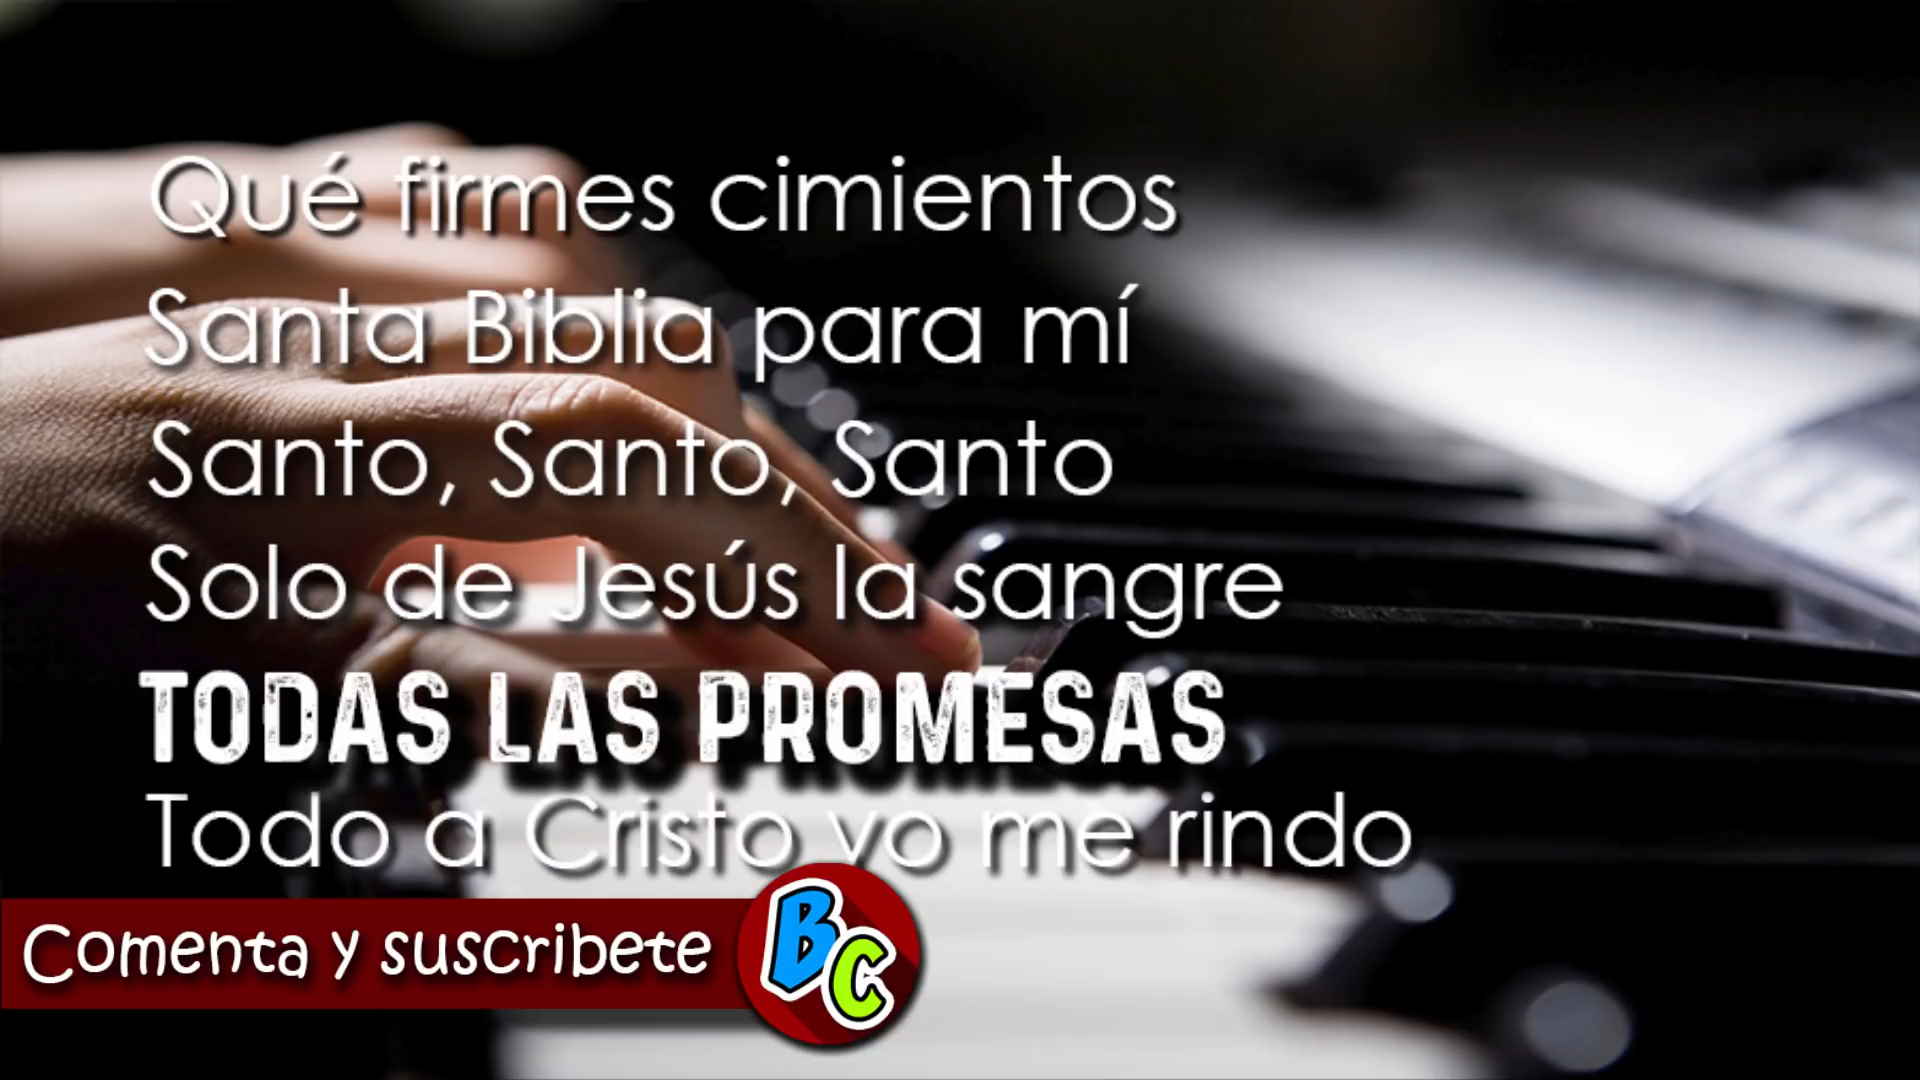 Qué firmes cimientos
Santa Biblia para mí
Santo, Santo, Santo
Solo de Jesús la sangre
TODAS LAS PROMESAS
Todo a Cristo yo me rindo
Comenta y suscribete
BC